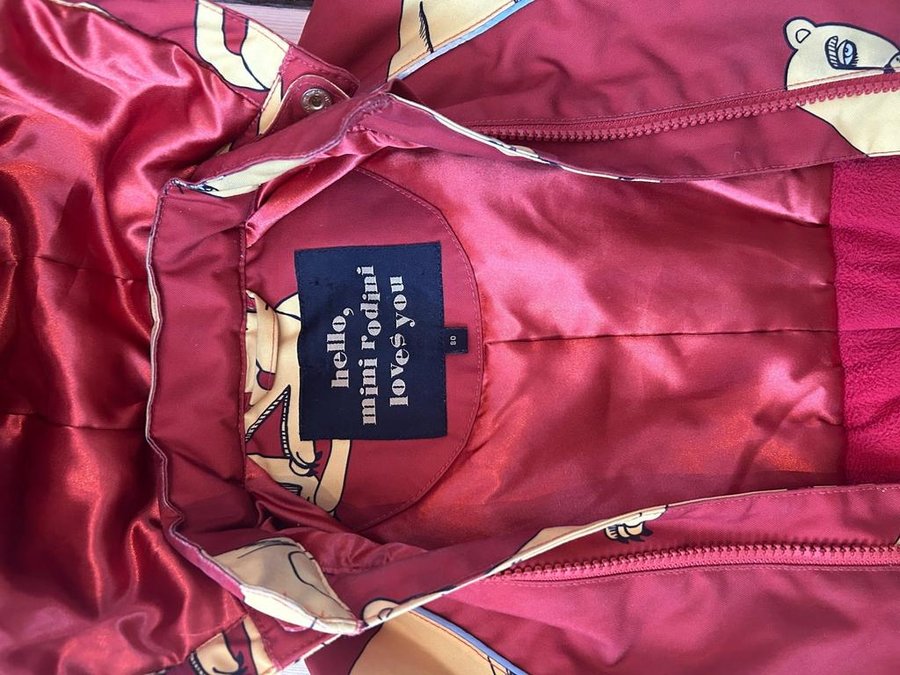 hello,
mini rodini
loves you
80